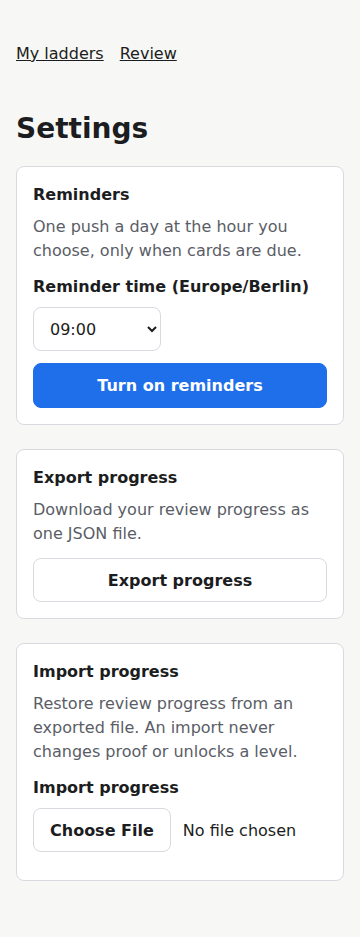 My ladders Review
Settings
Reminders
One push a day at the hour you
choose, only when cards are due.
Reminder time (Europe/Berlin)
09:00
Turn on reminders
Export progress
Download your review progress as
one JSON file.
Export progress
Import progress
Restore review progress from an
exported file. An import never
changes proof or unlocks a level.
Import progress
Choose File No file chosen